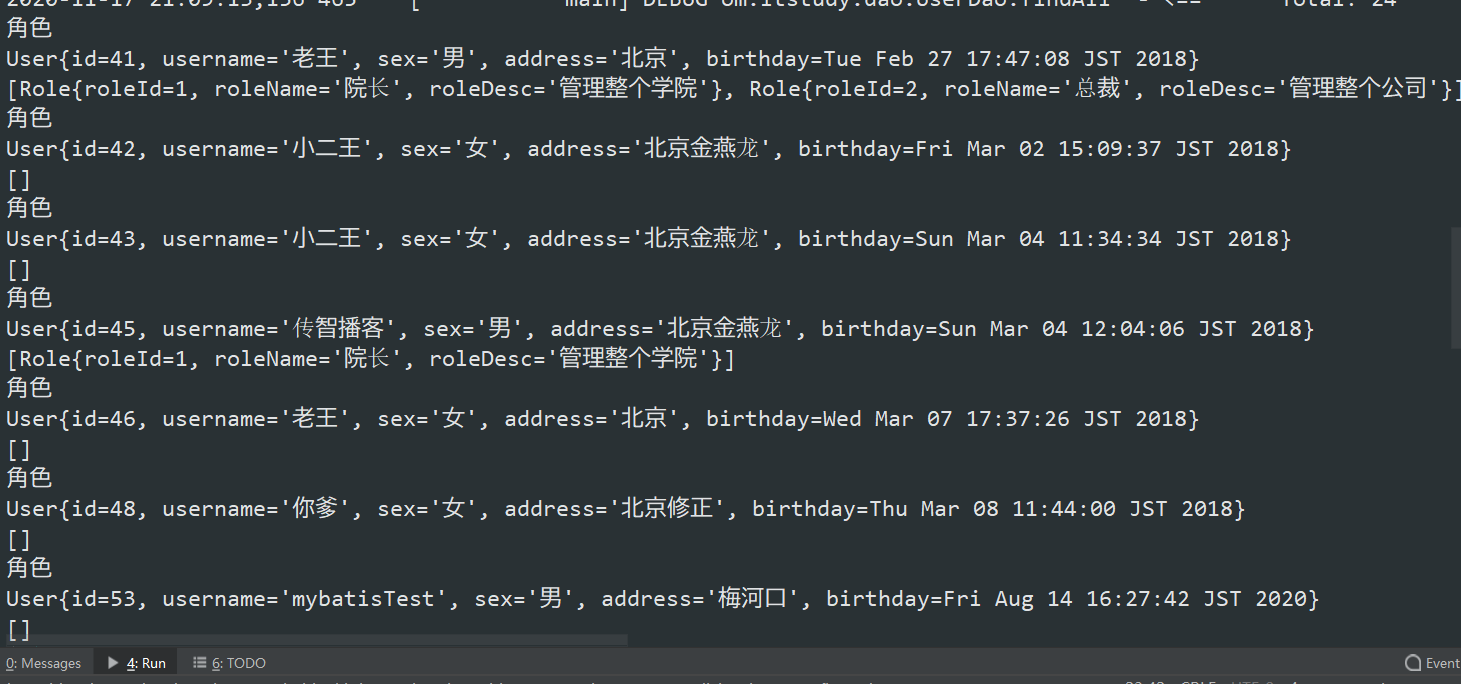 2020-11-17 main] DEBUG om.itstudy.dao.UserDao.findAll - <== Total: 24
角色
User{id=41, username='老王', sex='男', address='北京', birthday=Tue Feb 27 17:47:08 JST 2018}
[Role{roleId=1, roleName='院长', roleDesc='管理整个学院'}, Role{roleId=2, roleName='总裁', roleDesc='管理整个公司'}]
角色
User{id=42, username='小二王', sex='女', address='北京金燕龙', birthday=Fri Mar 02 15:09:37 JST 2018}
[]
角色
User{id=43, username='小二王', sex='女', address='北京金燕龙', birthday=Sun Mar 04 11:34:34 JST 2018}
[]
角色
User{id=45, username='传智播客', sex='男', address='北京金燕龙', birthday=Sun Mar 04 12:04:06 JST 2018}
[Role{roleId=1, roleName='院长', roleDesc='管理整个学院'}]
角色
User{id=46, username='老王', sex='女', address='北京', birthday=Wed Mar 07 17:37:26 JST 2018}
[]
角色
User{id=48, username='你爹', sex='女', address='北京修正', birthday=Thu Mar 08 11:44:00 JST 2018}
[]
角色
User{id=53, username='mybatisTest', sex='男', address='梅河口', birthday=Fri Aug 14 16:27:42 JST 2020}
[]
0: Messages 4: Run 6: TODO Event